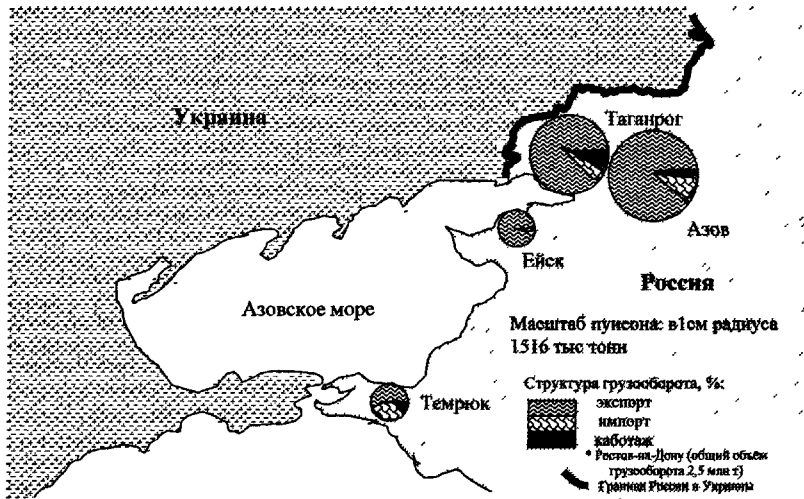 Украина
Таганрог
Азов
Ейск
Россия
Азовское море
Масштаб пунсона: в1см радиуса
1516 тыс тонн
Темрюк
Структура грузооборота, %:
экспорт
импорт
каботаж
* Ростов-на-Дону (общий объем
грузооборота 2,5 млн т)
Граница России и Украины